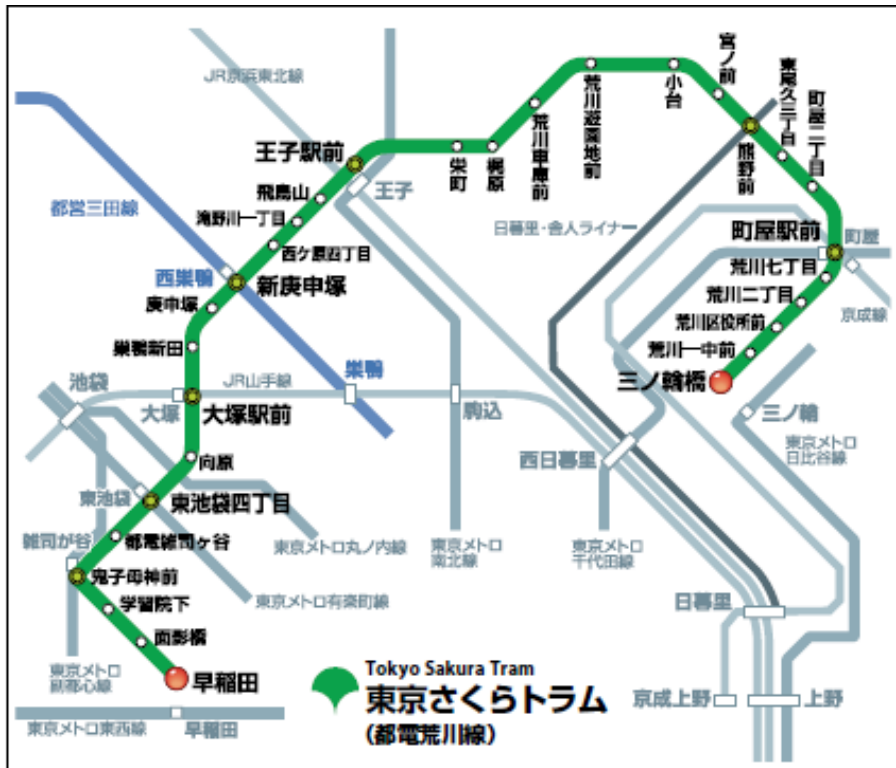 JR京浜東北線
宮ノ前
東尾久三丁目
町屋二丁目
小台
荒川遊園地前
荒川車庫前
熊野前
王子駅前
栄町
梶原
飛鳥山
王子
都営三田線
滝野川一丁目
日暮里・舎人ライナー
町屋駅前
町屋
西ケ原四丁目
西巣鴨
新庚申塚
荒川七丁目
庚申塚
荒川二丁目
京成線
荒川区役所前
巣鴨新田
荒川一中前
池袋
JR山手線
巣鴨
三ノ輪橋
大塚
大塚駅前
駒込
三ノ輪
東京メトロ
日比谷線
向原
西日暮里
東池袋
東池袋四丁目
雑司が谷
都電雑司ヶ谷
東京メトロ丸ノ内線
東京メトロ
南北線
東京メトロ
千代田線
鬼子母神前
学習院下
東京メトロ有楽町線
日暮里
面影橋
東京メトロ
副都心線
早稲田
Tokyo Sakura Tram
東京さくらトラム
(都電荒川線)
京成上野
上野
東京メトロ東西線
早稲田